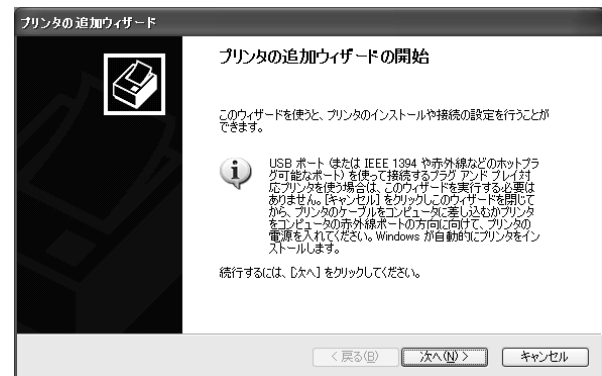 プリンタの追加ウィザード
プリンタの追加ウィザードの開始
このウィザードを使うと、プリンタのインストールや接続の設定を行うことが
できます。
USB ポート (または IEEE 1394 や赤外線などのホットプラ
グ可能なポート) を使って接続するプラグ アンド プレイ対
応プリンタを使う場合は、このウィザードを実行する必要は
ありません。[キャンセル] をクリックしこのウィザードを閉じて
から、プリンタのケーブルをコンピュータに差し込むかプリンタ
をコンピュータの赤外線ポートの方向に向けて、プリンタの
電源を入れてください。Windows が自動的にプリンタをイン
ストールします。
続行するには、[次へ] をクリックしてください。
< 戻る(B) 次へ(N) > キャンセル